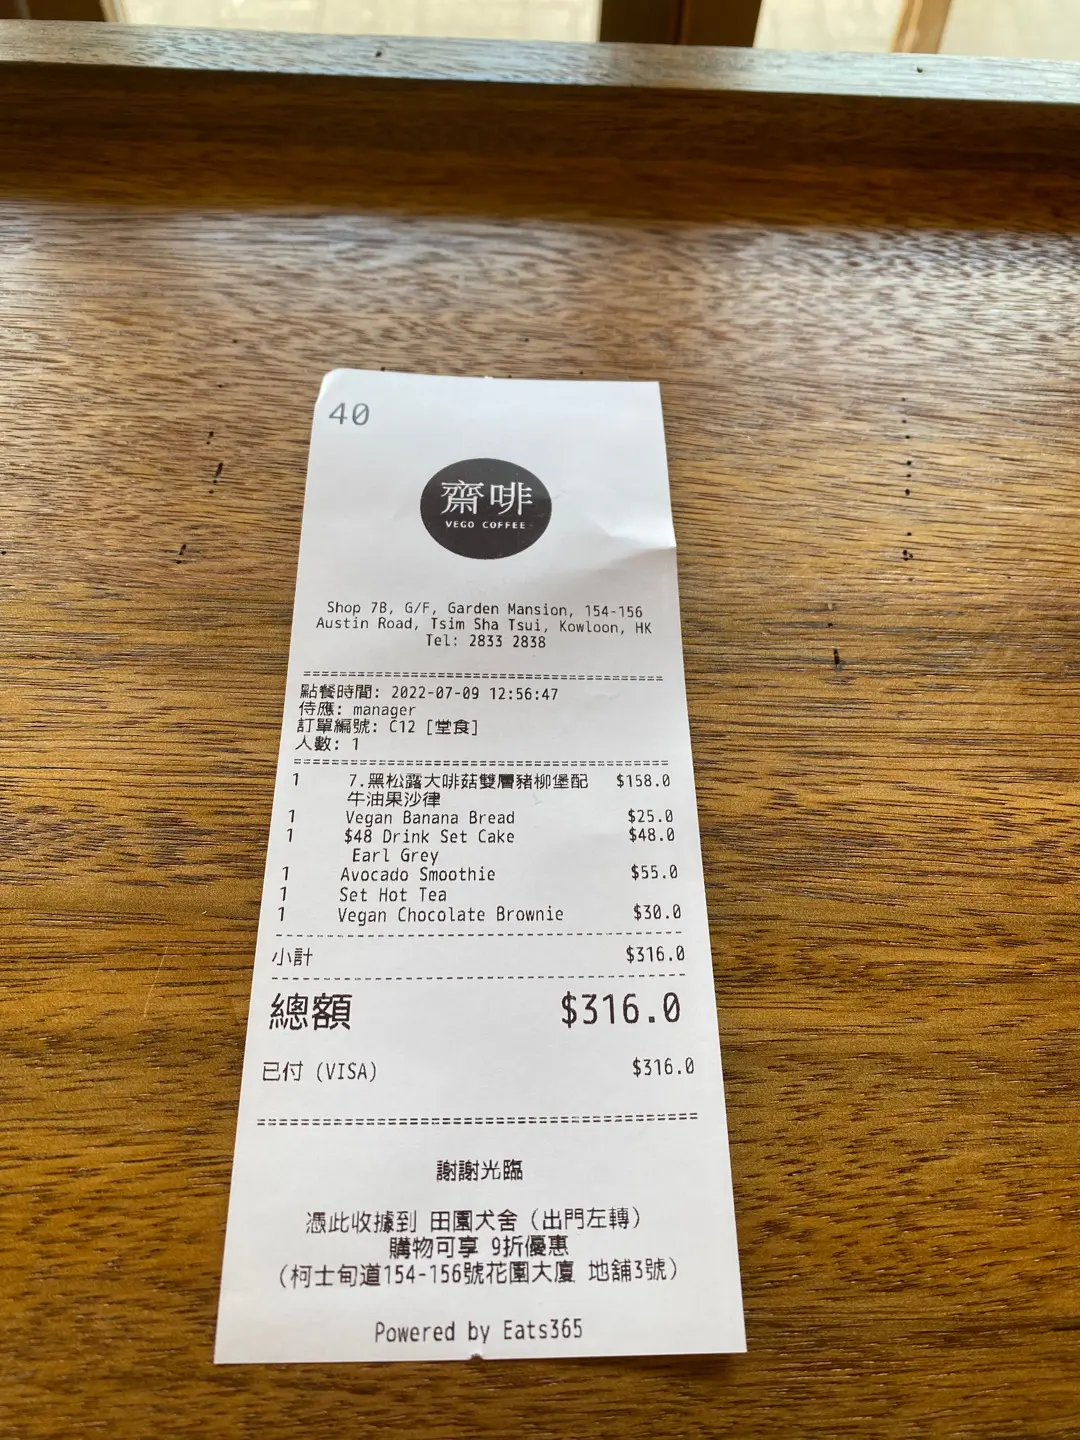 40
齋啡
VEGO COFFEE
Shop 7B, G/F, Garden Mansion, 154-156
Austin Road, Tsim Sha Tsui, Kowloon, HK
Tel: 2833 2838
========================================
點餐時間: 2022-07-09 12:56:47
侍應: manager
訂單編號: C12 [堂食]
人數: 1
========================================
1 7.黑松露大啡菇雙層豬柳堡配 $158.0
牛油果沙律
1 Vegan Banana Bread $25.0
1 $48 Drink Set Cake $48.0
Earl Grey
1 Avocado Smoothie $55.0
1 Set Hot Tea
1 Vegan Chocolate Brownie $30.0
----------------------------------------
小計 $316.0
----------------------------------------
總額 $316.0
已付 (VISA) $316.0
========================================
謝謝光臨
憑此收據到 田園犬舍 (出門左轉)
購物可享 9折優惠
(柯士甸道154-156號花園大廈 地舖3號)
Powered by Eats365